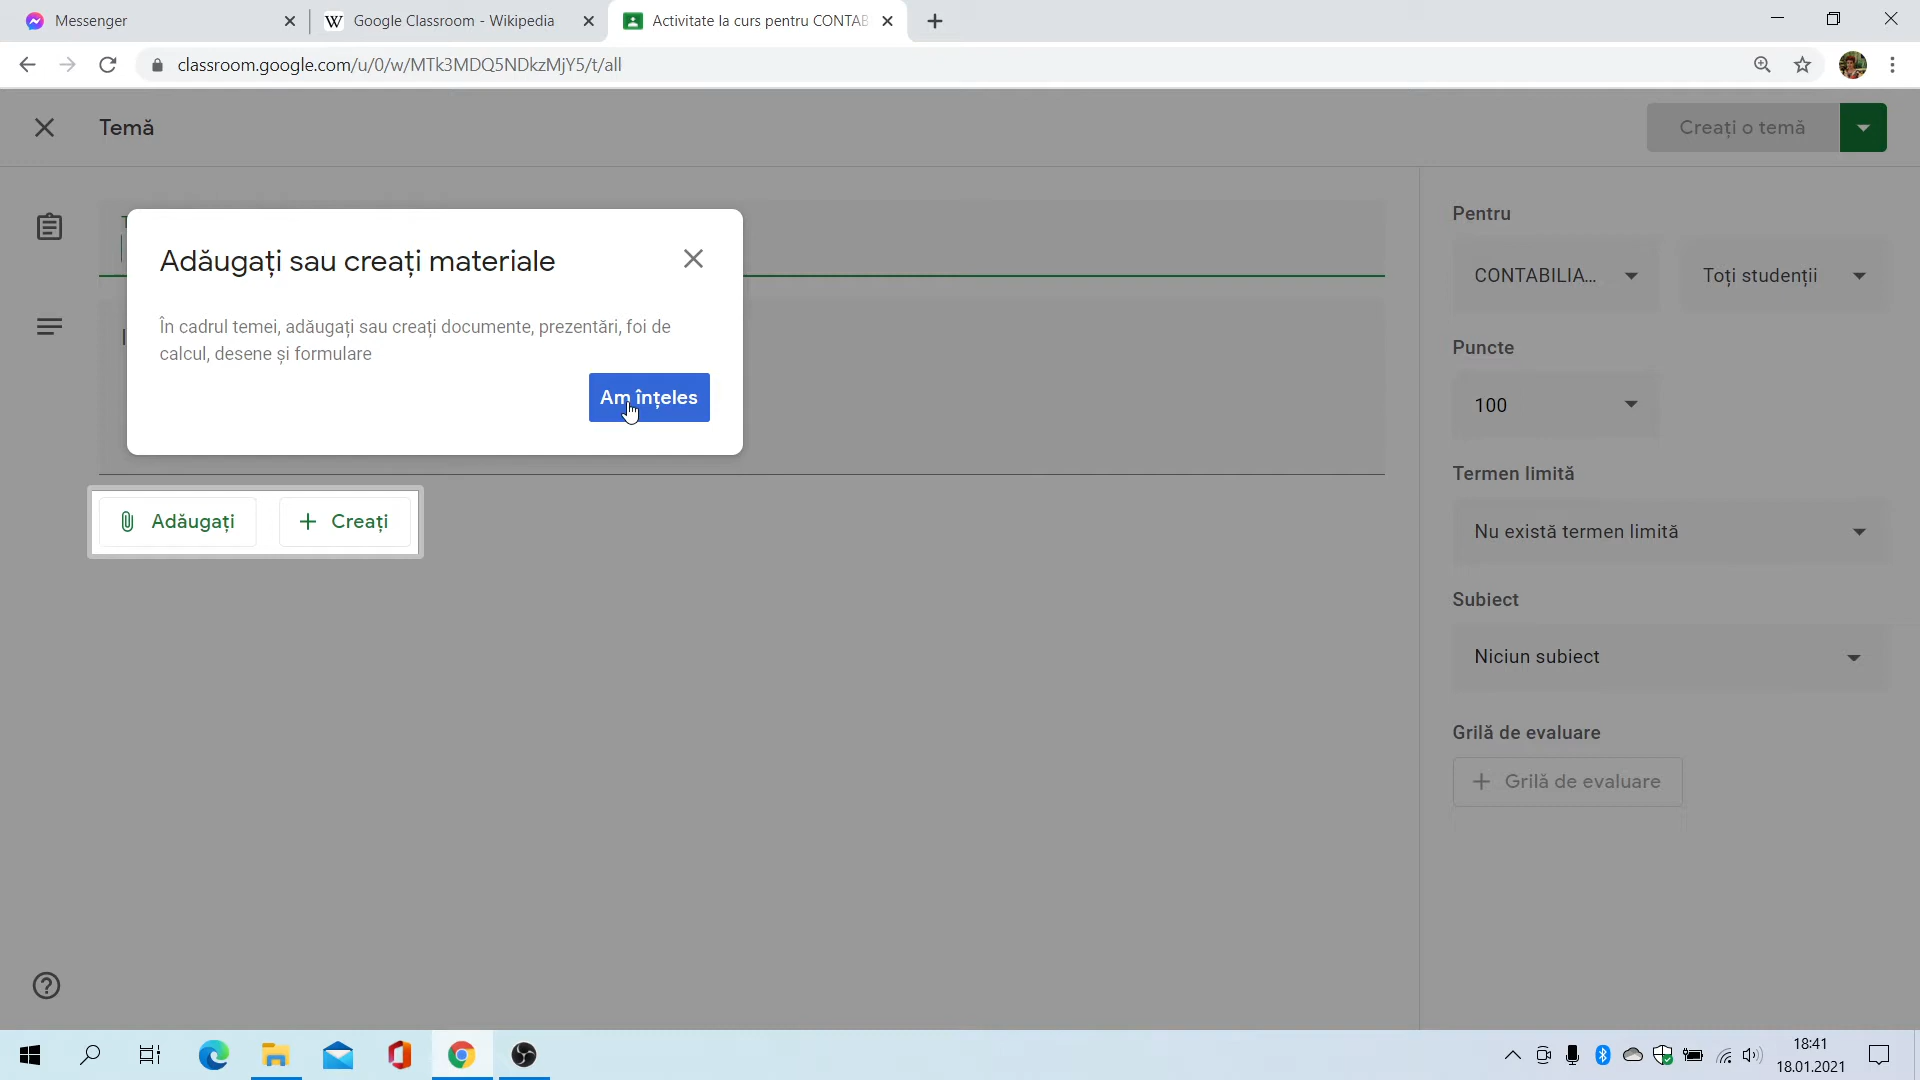 Messenger
W Google Classroom - Wikipedia
Activitate la curs pentru CONTAB
classroom.google.com/u/0/w/MTk3MDQ5NDkzMjY5/t/all
Temă
Creați o temă
T
Adăugați sau creați materiale
În cadrul temei, adăugați sau creați documente, prezentări, foi de
calcul, desene și formulare
Am înțeles
I
Adăugați
Creați
Pentru
CONTABILIA...
Toți studenții
Puncte
100
Termen limită
Nu există termen limită
Subiect
Niciun subiect
Grilă de evaluare
Grilă de evaluare
18:41
18.01.2021